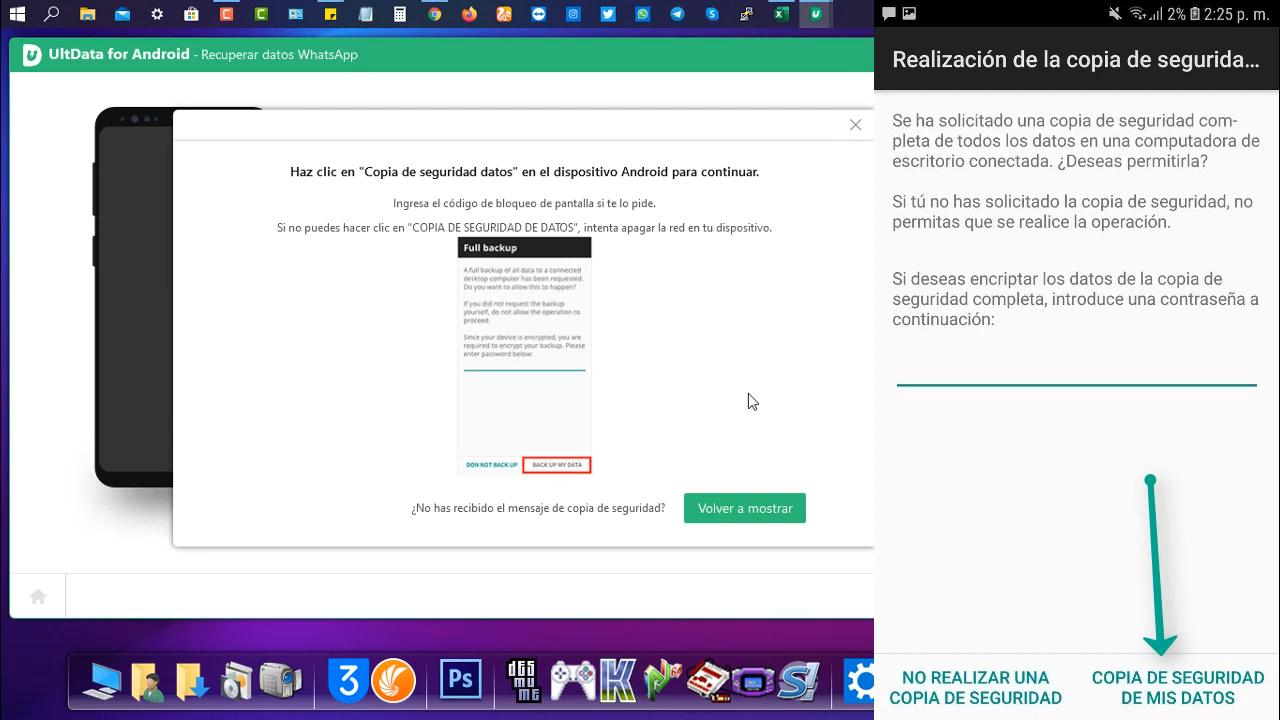 UltData for Android - Recuperar datos WhatsApp
Haz clic en "Copia de seguridad datos" en el dispositivo Android para continuar.
Ingresa el código de bloqueo de pantalla si te lo pide.
Si no puedes hacer clic en "COPIA DE SEGURIDAD DE DATOS", intenta apagar la red en tu dispositivo.
Full backup
A full backup of all data to a connected
desktop computer has been requested.
Do you want to allow this to happen?
If you did not request the backup
yourself, do not allow the operation to
proceed.
Since your device is encrypted, you are
required to encrypt your backup. Please
enter password below:
DON NOT BACK UP
BACK UP MY DATA
¿No has recibido el mensaje de copia de seguridad?
Volver a mostrar
3
Ps
2% 2:25 p. m.
Realización de la copia de segurida...
Se ha solicitado una copia de seguridad com-
pleta de todos los datos en una computadora de
escritorio conectada. ¿Deseas permitirla?
Si tú no has solicitado la copia de seguridad, no
permitas que se realice la operación.
Si deseas encriptar los datos de la copia de
seguridad completa, introduce una contraseña a
continuación:
NO REALIZAR UNA
COPIA DE SEGURIDAD
COPIA DE SEGURIDAD
DE MIS DATOS